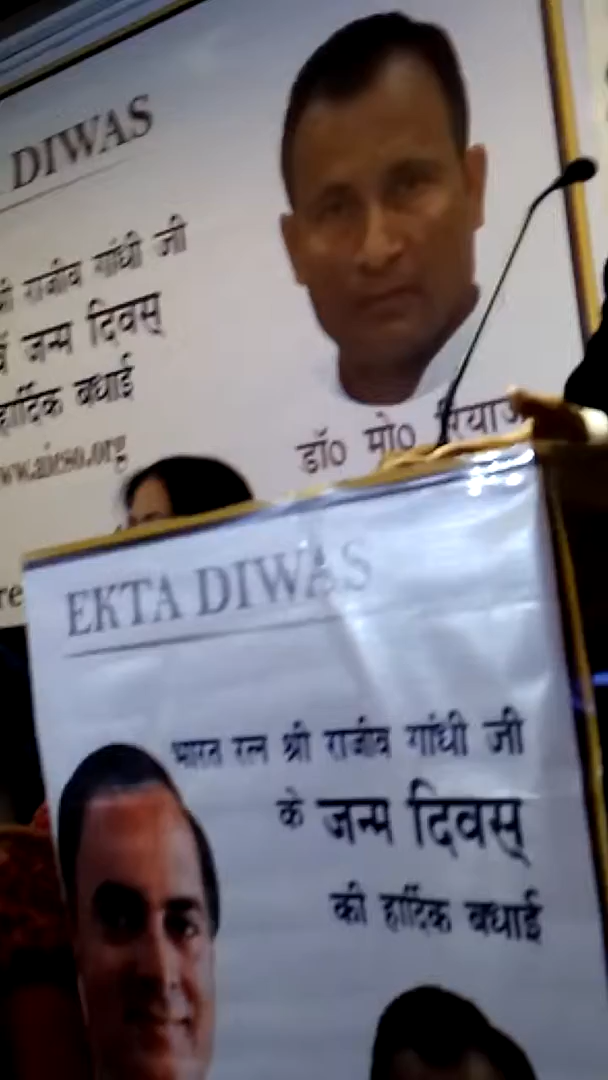 DIWAS
श्री राजीव गांधी जी
जन्म दिवस्
हार्दिक बधाई
www.aicso.org
डॉ० मो० रियाज
EKTA DIWAS
भारत रत्न श्री राजीव गांधी जी
के जन्म दिवस्
की हार्दिक बधाई